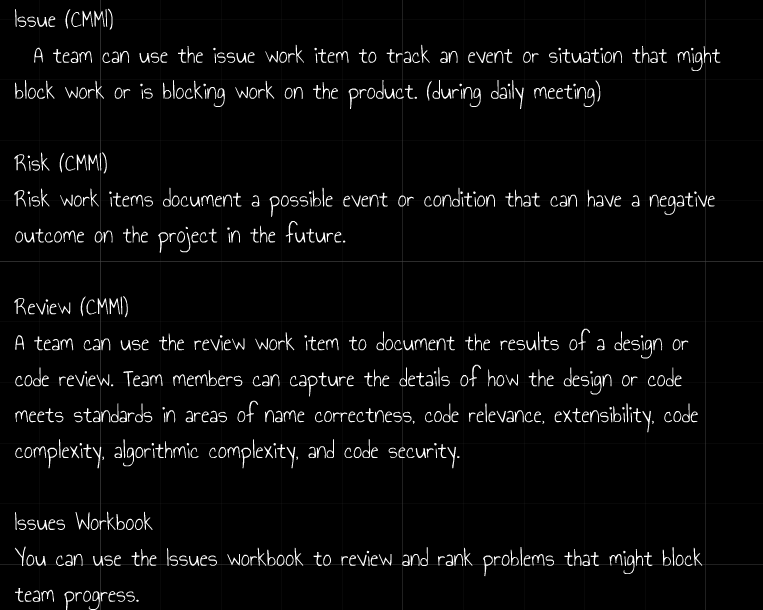 Issue (CMMI)
A team can use the issue work item to track an event or situation that might
block work or is blocking work on the product. (during daily meeting)
Risk (CMMI)
Risk work items document a possible event or condition that can have a negative
outcome on the project in the future.
Review (CMMI)
A team can use the review work item to document the results of a design or
code review. Team members can capture the details of how the design or code
meets standards in areas of name correctness, code relevance, extensibility, code
complexity, algorithmic complexity, and code security.
Issues Workbook
You can use the Issues workbook to review and rank problems that might block
team progress.